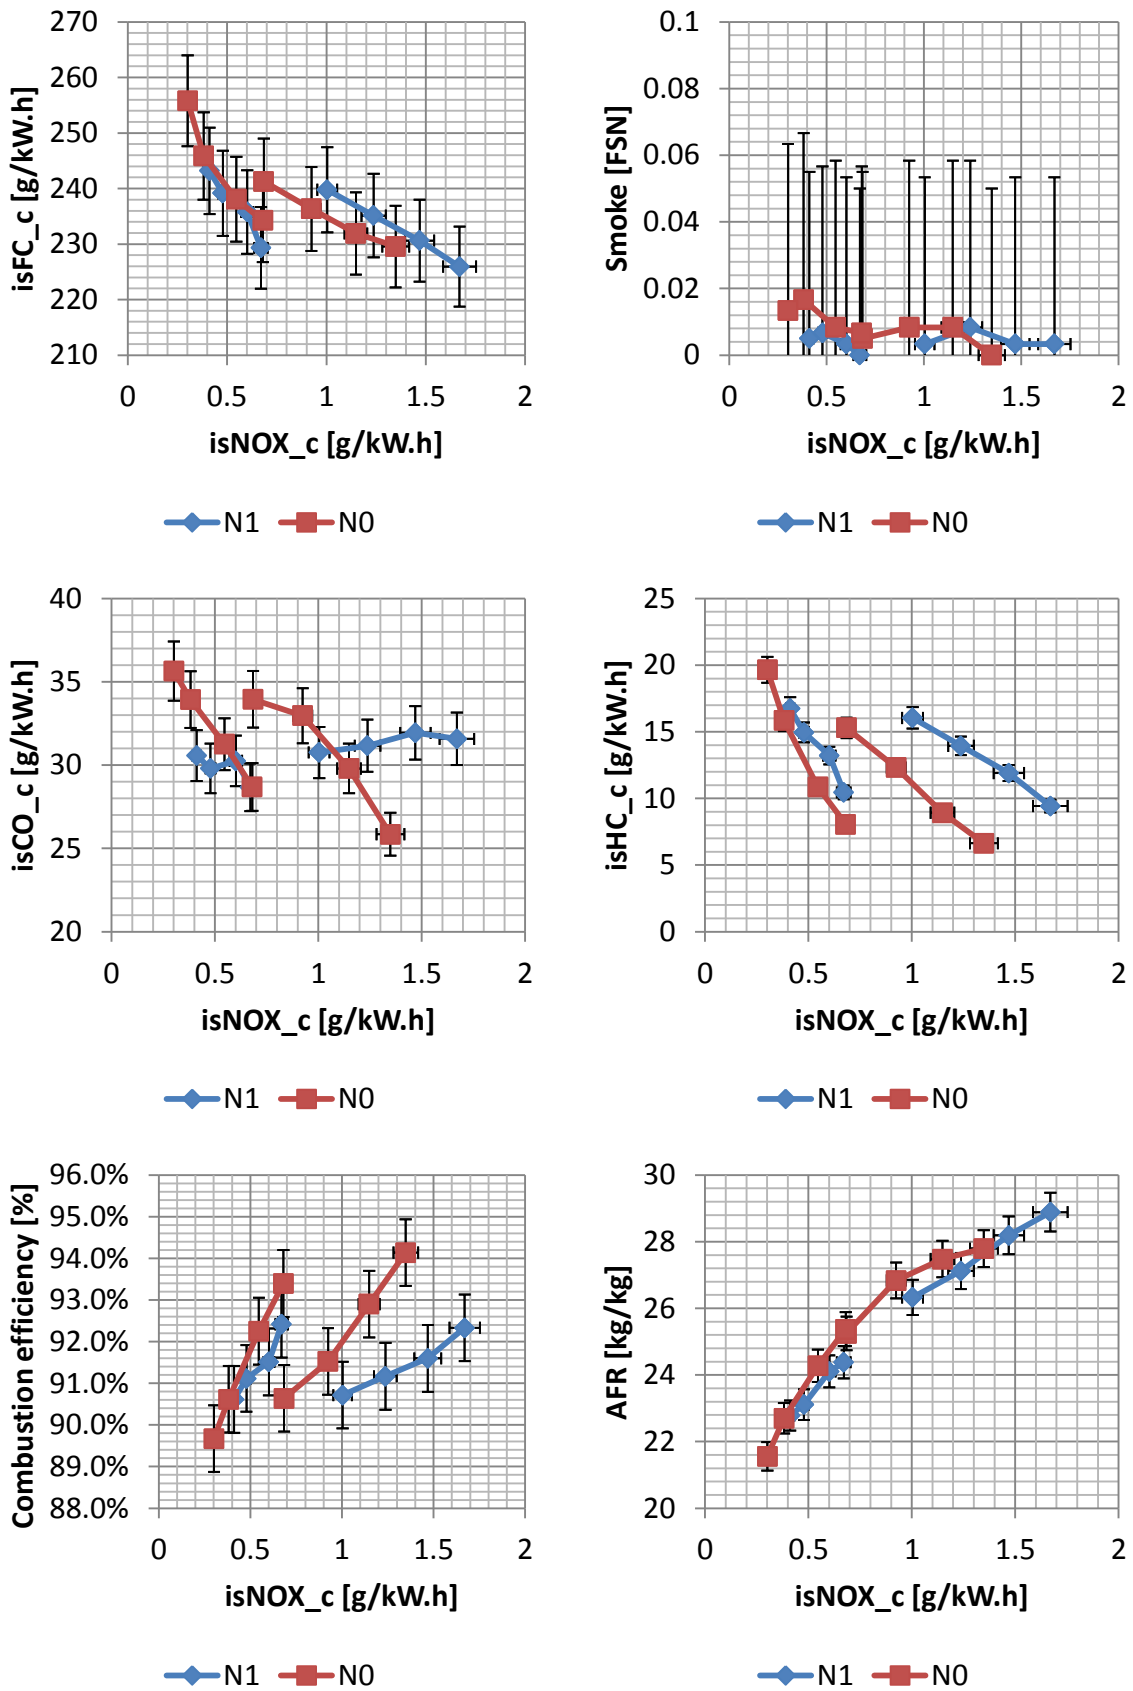 isFC_c [g/kW.h]
270
260
250
240
230
220
210
0 0.5 1 1.5 2
isNOX_c [g/kW.h]
N1 N0
Smoke [FSN]
0.1
0.08
0.06
0.04
0.02
0
0 0.5 1 1.5 2
isNOX_c [g/kW.h]
N1 N0
isCO_c [g/kW.h]
40
35
30
25
20
0 0.5 1 1.5 2
isNOX_c [g/kW.h]
N1 N0
isHC_c [g/kW.h]
25
20
15
10
5
0
0 0.5 1 1.5 2
isNOX_c [g/kW.h]
N1 N0
Combustion efficiency [%]
96.0%
95.0%
94.0%
93.0%
92.0%
91.0%
90.0%
89.0%
88.0%
0 0.5 1 1.5 2
isNOX_c [g/kW.h]
N1 N0
AFR [kg/kg]
30
28
26
24
22
20
0 0.5 1 1.5 2
isNOX_c [g/kW.h]
N1 N0